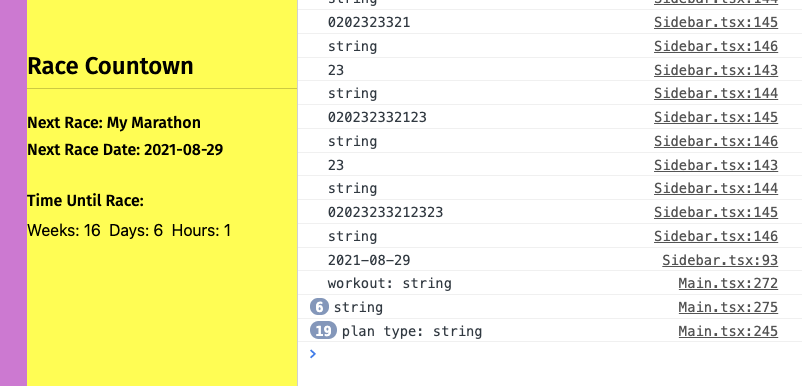 Race Countown
Next Race: My Marathon
Next Race Date: 2021-08-29
Time Until Race:
Weeks: 16 Days: 6 Hours: 1
string Sidebar.tsx:144
0202323321 Sidebar.tsx:145
string Sidebar.tsx:146
23 Sidebar.tsx:143
string Sidebar.tsx:144
020232332123 Sidebar.tsx:145
string Sidebar.tsx:146
23 Sidebar.tsx:143
string Sidebar.tsx:144
02023233212323 Sidebar.tsx:145
string Sidebar.tsx:146
2021-08-29 Sidebar.tsx:93
workout: string Main.tsx:272
6 string Main.tsx:275
19 plan type: string Main.tsx:245
>